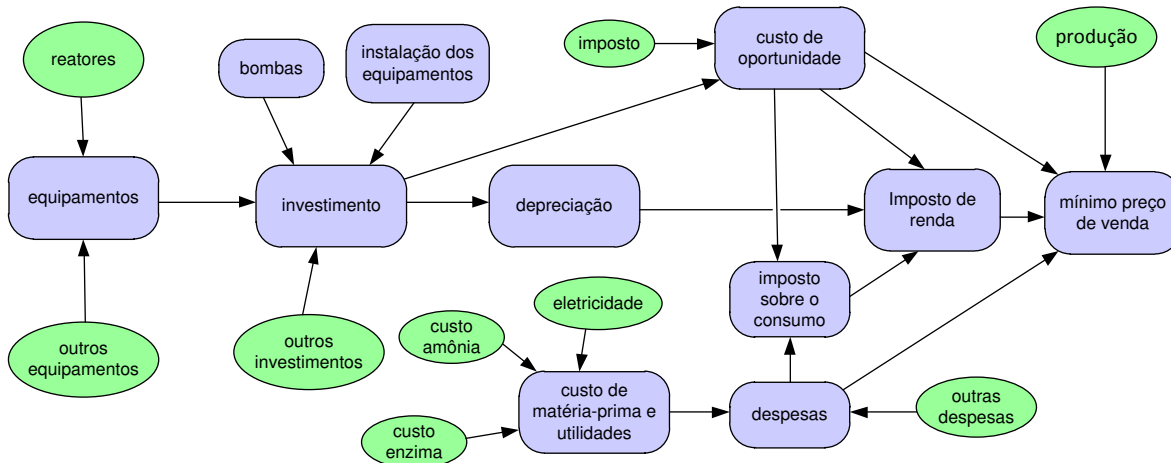 reatores
bombas
instalação dos
equipamentos
imposto
custo de
oportunidade
produção
equipamentos
investimento
depreciação
Imposto de
renda
mínimo preço
de venda
imposto
sobre o
consumo
eletricidade
custo
amônia
outros
investimentos
outros
equipamentos
custo de
matéria-prima e
utilidades
despesas
outras
despesas
custo
enzima